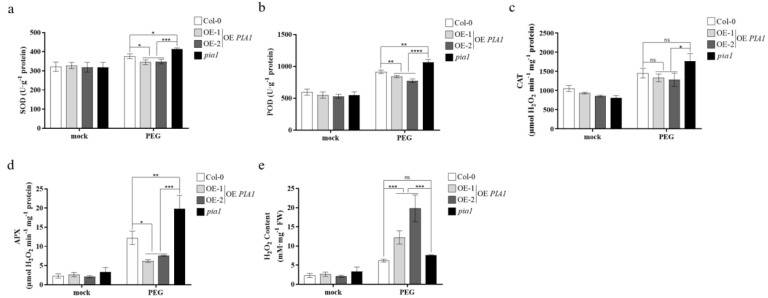 a
Col-0
OE-1
OE-2
OE PIA1
pia1
SOD (U·g⁻¹ protein)
500
400
300
200
100
0
*
*
***
mock
PEG
b
Col-0
OE-1
OE-2
OE PIA1
pia1
POD (U·g⁻¹ protein)
2000
1500
1000
500
0
**
**
****
mock
PEG
c
Col-0
OE-1
OE-2
OE PIA1
pia1
CAT
(μmol H₂O₂ min⁻¹ mg⁻¹ protein)
2500
2000
1500
1000
500
0
ns
ns
*
mock
PEG
d
Col-0
OE-1
OE-2
OE PIA1
pia1
APX
(μmol H₂O₂ min⁻¹ mg⁻¹ protein)
25
20
15
10
5
0
**
*
***
mock
PEG
e
Col-0
OE-1
OE-2
OE PIA1
pia1
H₂O₂ Content
(mM·mg⁻¹ FW)
25
20
15
10
5
0
ns
***
***
mock
PEG